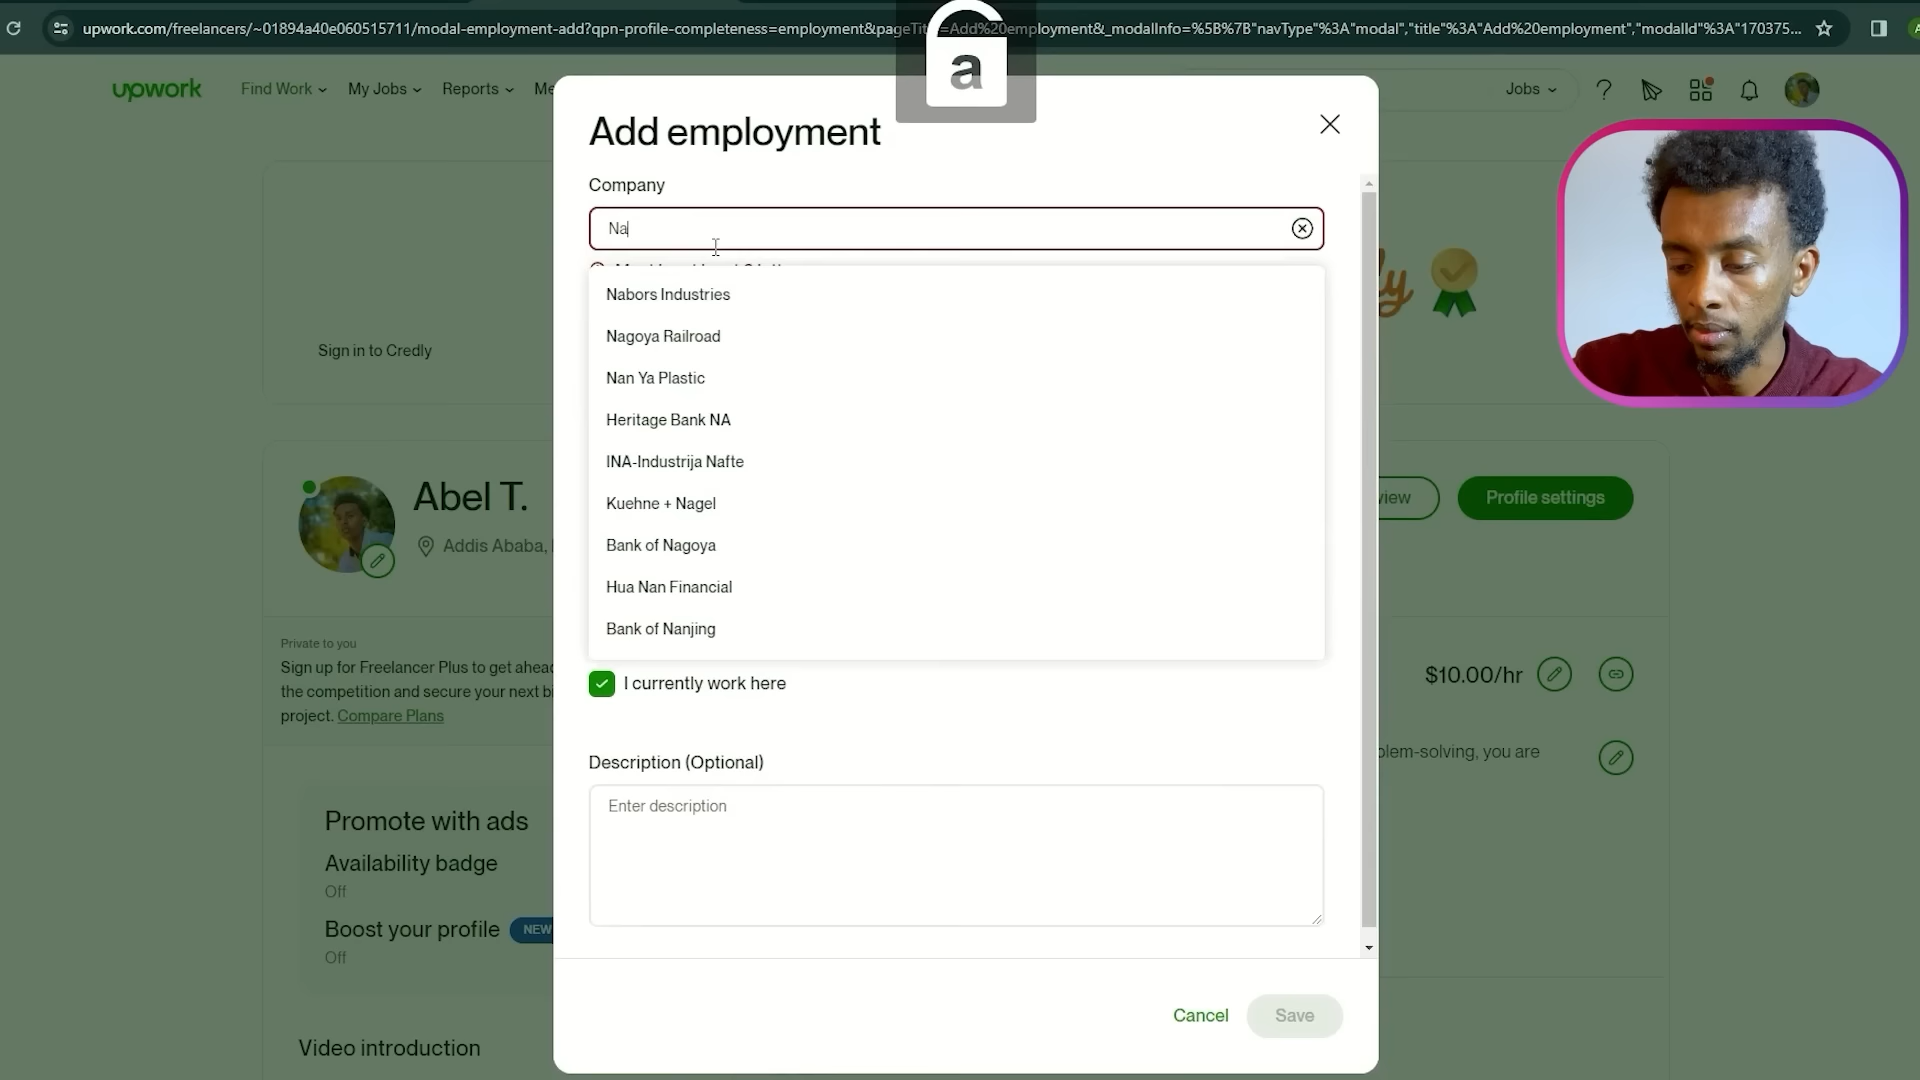 upwork.com/freelancers/~01894a40e060515711/modal-employment-add?qpn-profile-completeness=employment&pageTitle=Add%20employment&_modalInfo=%5B%7B"navType"%3A"modal","title"%3A"Add%20employment","modalId"%3A"170375...
a
upwork
Find Work
My Jobs
Reports
Me
Jobs
Add employment
Company
Na
Nabors Industries
Nagoya Railroad
Nan Ya Plastic
Heritage Bank NA
INA-Industrija Nafte
Kuehne + Nagel
Bank of Nagoya
Hua Nan Financial
Bank of Nanjing
I currently work here
Description (Optional)
Enter description
Cancel
Save
Sign in to Credly
ly
Abel T.
Addis Ababa,
view
Profile settings
Private to you
Sign up for Freelancer Plus to get ahead
the competition and secure your next bi
project. Compare Plans
$10.00/hr
blem-solving, you are
Promote with ads
Availability badge
Off
Boost your profile
NEW
Off
Video introduction